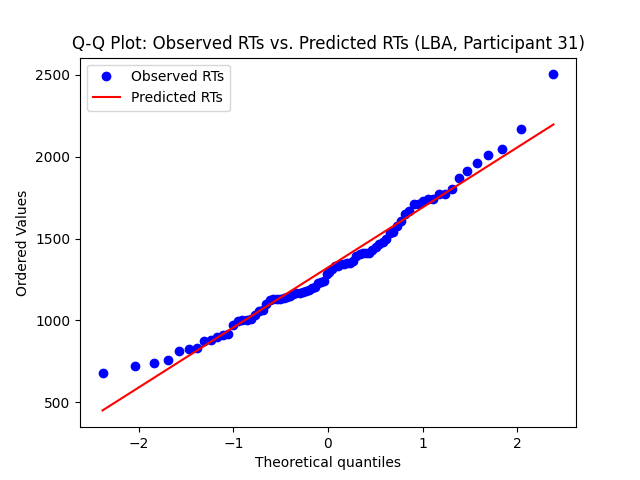 Q-Q Plot: Observed RTs vs. Predicted RTs (LBA, Participant 31)
Observed RTs
Predicted RTs
2500
2000
1500
1000
500
Ordered Values
−2
−1
0
1
2
Theoretical quantiles